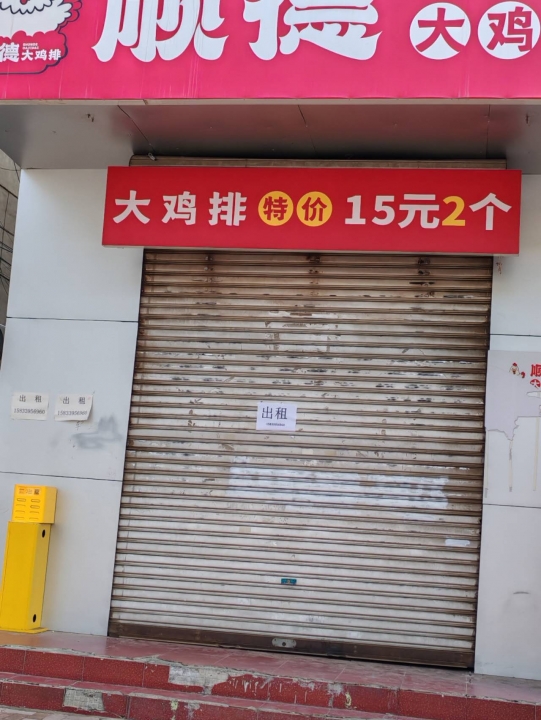 顺德大鸡
德大鸡排
大鸡排 特价 15元2个
出租
出租
出租
顺